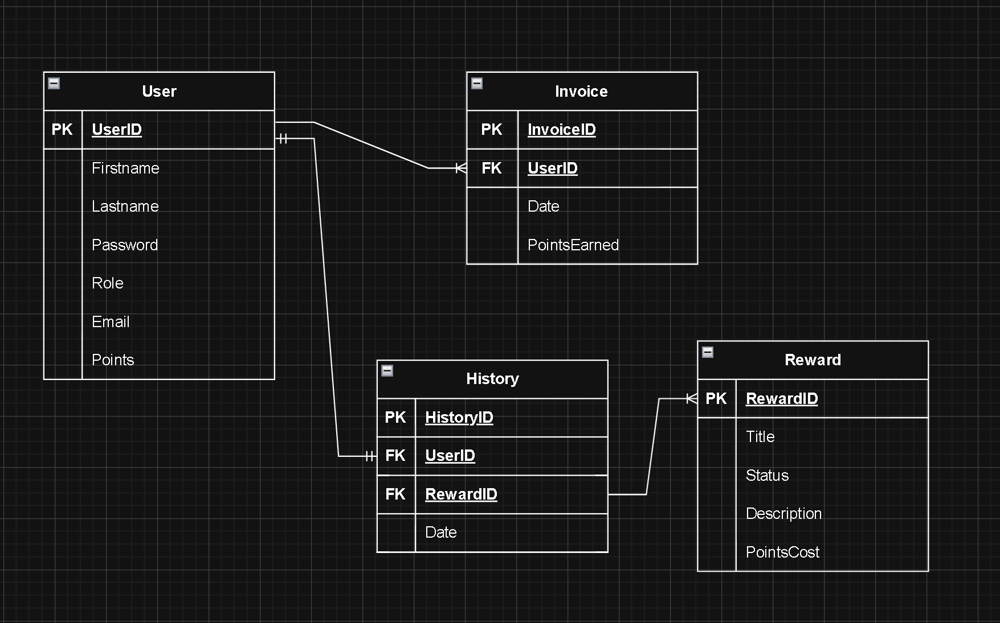 User
PK UserID
Firstname
Lastname
Password
Role
Email
Points
Invoice
PK InvoiceID
FK UserID
Date
PointsEarned
History
PK HistoryID
FK UserID
FK RewardID
Date
Reward
PK RewardID
Title
Status
Description
PointsCost